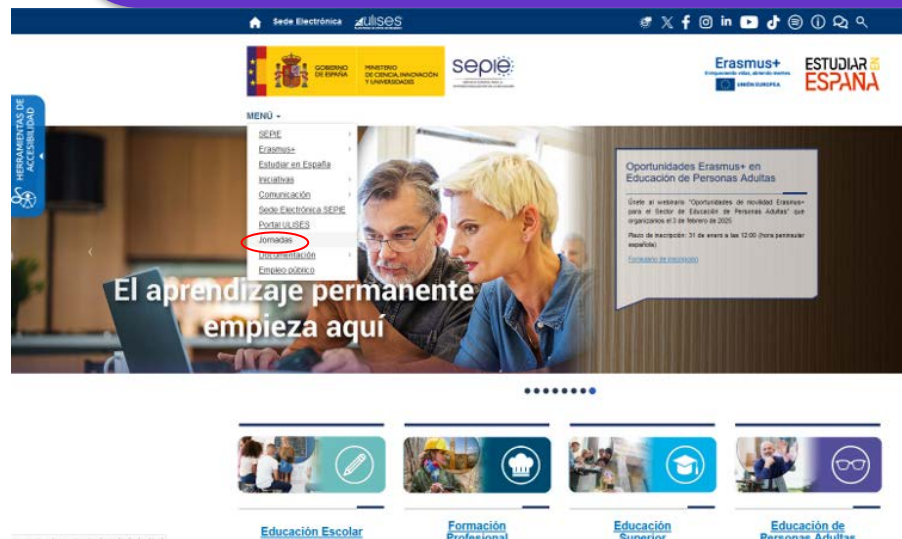 Sede Electrónica
ulises
GOBIERNO
DE ESPAÑA
MINISTERIO
DE CIENCIA, INNOVACIÓN
Y UNIVERSIDADES
sepie
Erasmus+
Enriqueciendo vidas, abriendo mentes.
UNIÓN EUROPEA
ESTUDIAR EN
ESPAÑA
HERRAMIENTAS DE
ACCESIBILIDAD
MENÚ
SEPIE
Erasmus+
Estudiar en España
Iniciativas
Comunicación
Sede Electrónica SEPIE
Portal ULISES
Jornadas
Documentación
Empleo público
El aprendizaje permanente
empieza aquí
Oportunidades Erasmus+ en
Educación de Personas Adultas
Únete al webinario "Oportunidades de movilidad Erasmus+
para el Sector de Educación de Personas Adultas" que
organizamos el 3 de febrero de 2025.
Plazo de inscripción: 31 de enero a las 12:00 (hora peninsular
española)
Formulario de inscripción
Educación Escolar
Formación
Profesional
Educación
Superior
Educación de
Personas Adultas